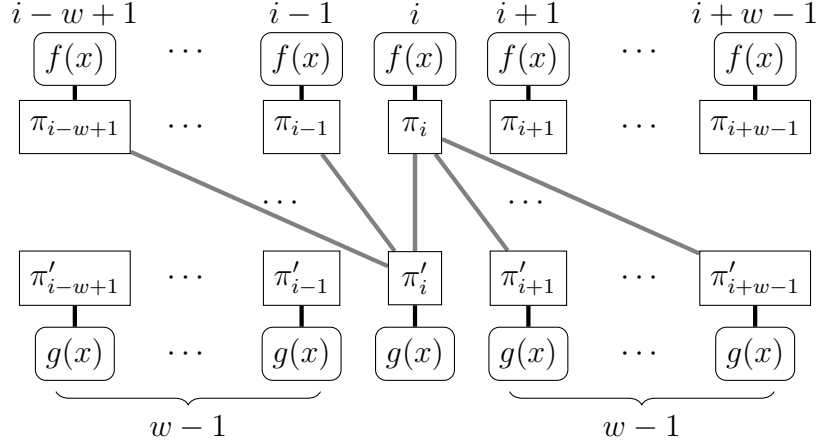 i − w + 1 i − 1 i i + 1 i + w − 1
f(x) ⋯ f(x) f(x) f(x) ⋯ f(x)
π_{i−w+1} ⋯ π_{i−1} π_i π_{i+1} ⋯ π_{i+w−1}
⋯ ⋯
π′_{i−w+1} ⋯ π′_{i−1} π′_i π′_{i+1} ⋯ π′_{i+w−1}
g(x) ⋯ g(x) g(x) g(x) ⋯ g(x)
w − 1 w − 1